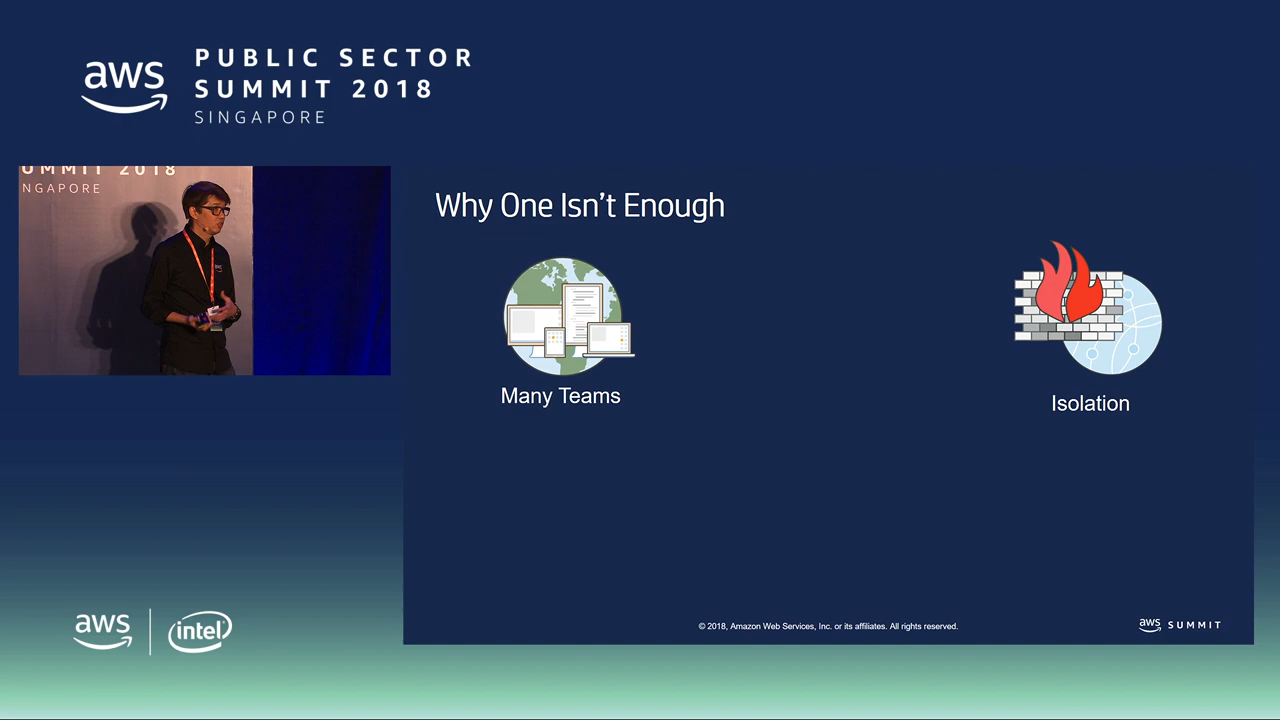 aws
PUBLIC SECTOR
SUMMIT 2018
SINGAPORE
UMMIT 2018
NGAPORE
Why One Isn't Enough
Many Teams
Isolation
© 2018, Amazon Web Services, Inc. or its affiliates. All rights reserved.
aws SUMMIT
aws
intel